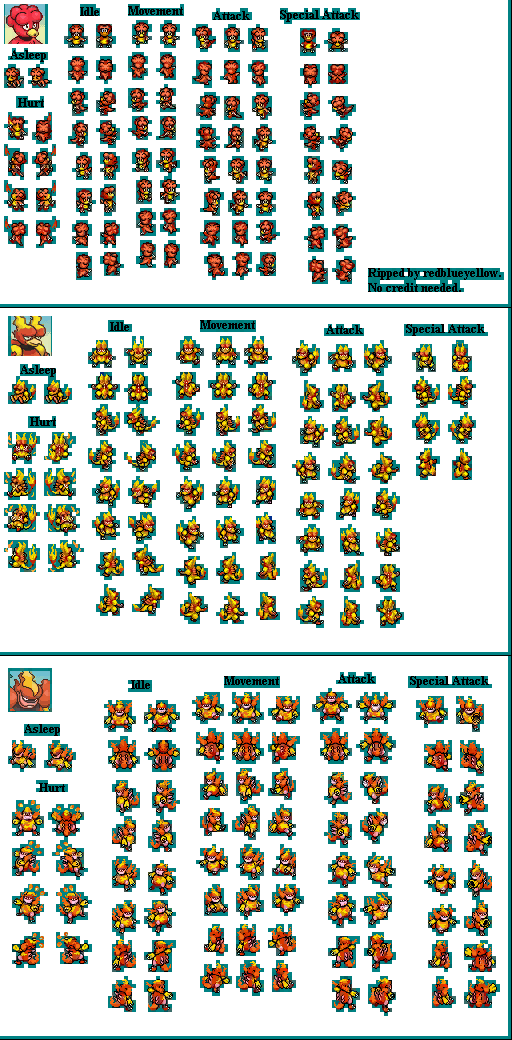 Idle
Movement
Attack
Special Attack
Asleep
Hurt
Ripped by redblueyellow.
No credit needed.
Idle
Movement
Attack
Special Attack
Asleep
Hurt
Idle
Movement
Attack
Special Attack
Asleep
Hurt